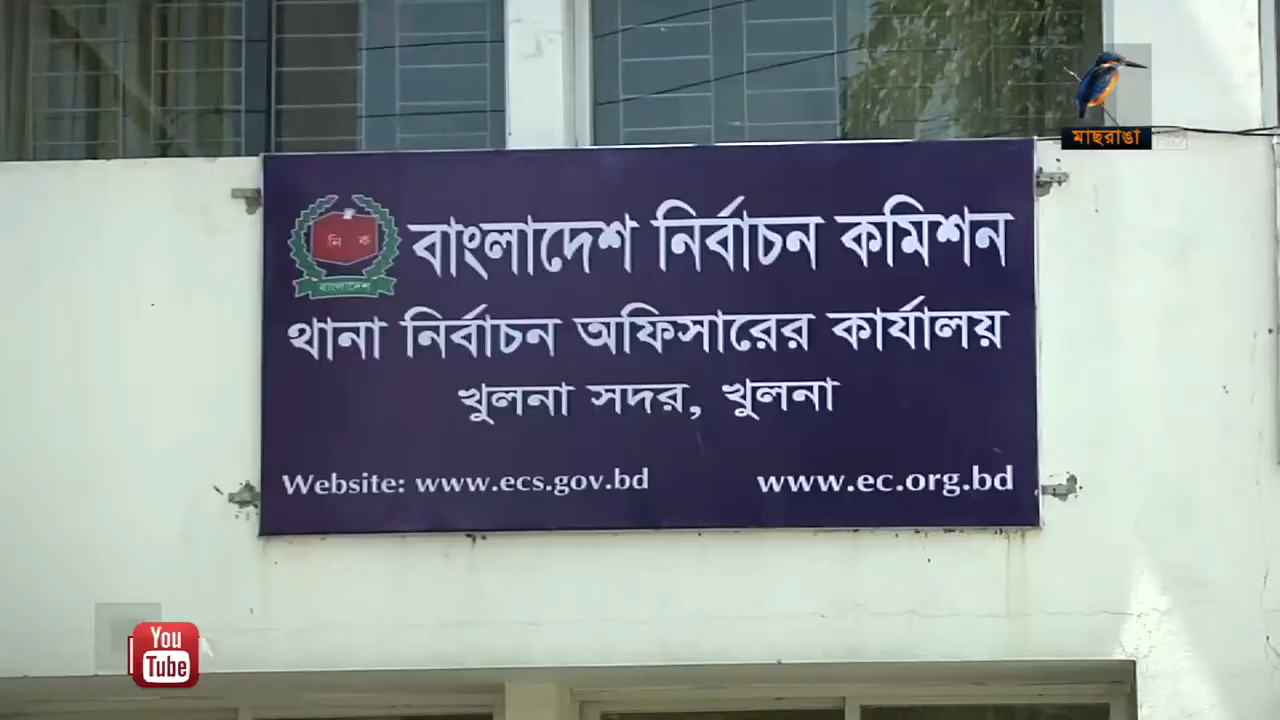 মাছরাঙা
HD
বাংলাদেশ নির্বাচন কমিশন
নি ক
বাংলাদেশ
থানা নির্বাচন অফিসারের কার্যালয়
খুলনা সদর, খুলনা
Website: www.ecs.gov.bd www.ec.org.bd
You
Tube